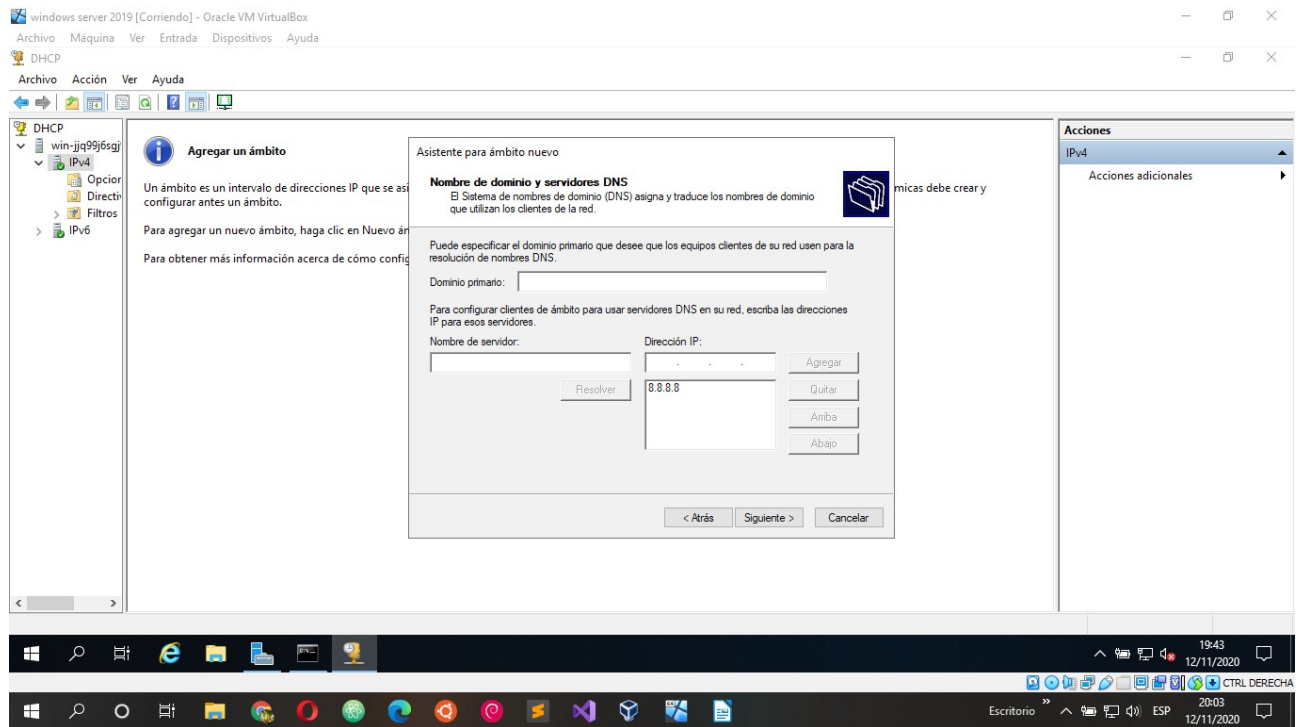 windows server 2019 [Corriendo] - Oracle VM VirtualBox
Archivo Máquina Ver Entrada Dispositivos Ayuda
DHCP
Archivo Acción Ver Ayuda
DHCP
win-jjq99j6sgj
IPv4
Opcior
Directiv
Filtros
IPv6
Agregar un ámbito
Un ámbito es un intervalo de direcciones IP que se asi
micas debe crear y
configurar antes un ámbito.
Para agregar un nuevo ámbito, haga clic en Nuevo án
Para obtener más información acerca de cómo config
Asistente para ámbito nuevo
Nombre de dominio y servidores DNS
El Sistema de nombres de dominio (DNS) asigna y traduce los nombres de dominio
que utilizan los clientes de la red.
Puede especificar el dominio primario que desee que los equipos clientes de su red usen para la
resolución de nombres DNS.
Dominio primario:
Para configurar clientes de ámbito para usar servidores DNS en su red, escriba las direcciones
IP para esos servidores.
Nombre de servidor: Dirección IP:
Agregar
Resolver 8.8.8.8 Quitar
Arriba
Abajo
< Atrás Siguiente > Cancelar
Acciones
IPv4
Acciones adicionales
19:43
12/11/2020
CTRL DERECHA
Escritorio ESP 20:03
12/11/2020